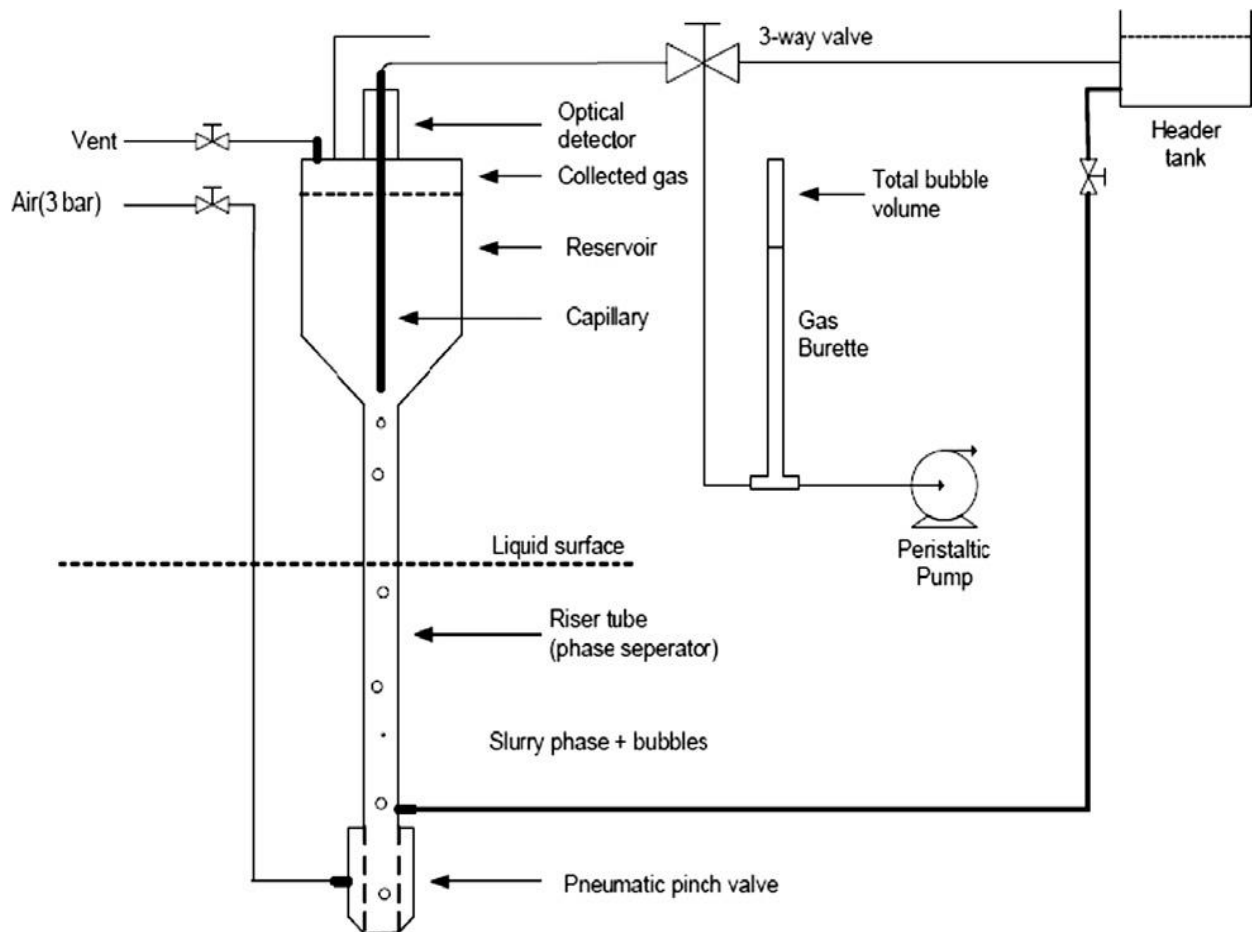 3-way valve
Header
tank
Optical
detector
Vent
Collected gas
Total bubble
volume
Air(3 bar)
Reservoir
Capillary
Gas
Burette
Liquid surface
Peristaltic
Pump
Riser tube
(phase seperator)
Slurry phase + bubbles
Pneumatic pinch valve